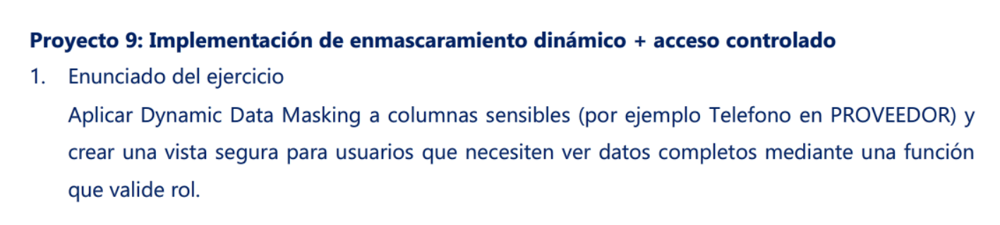 Proyecto 9: Implementación de enmascaramiento dinámico + acceso controlado
1. Enunciado del ejercicio
Aplicar Dynamic Data Masking a columnas sensibles (por ejemplo Telefono en PROVEEDOR) y
crear una vista segura para usuarios que necesiten ver datos completos mediante una función
que valide rol.